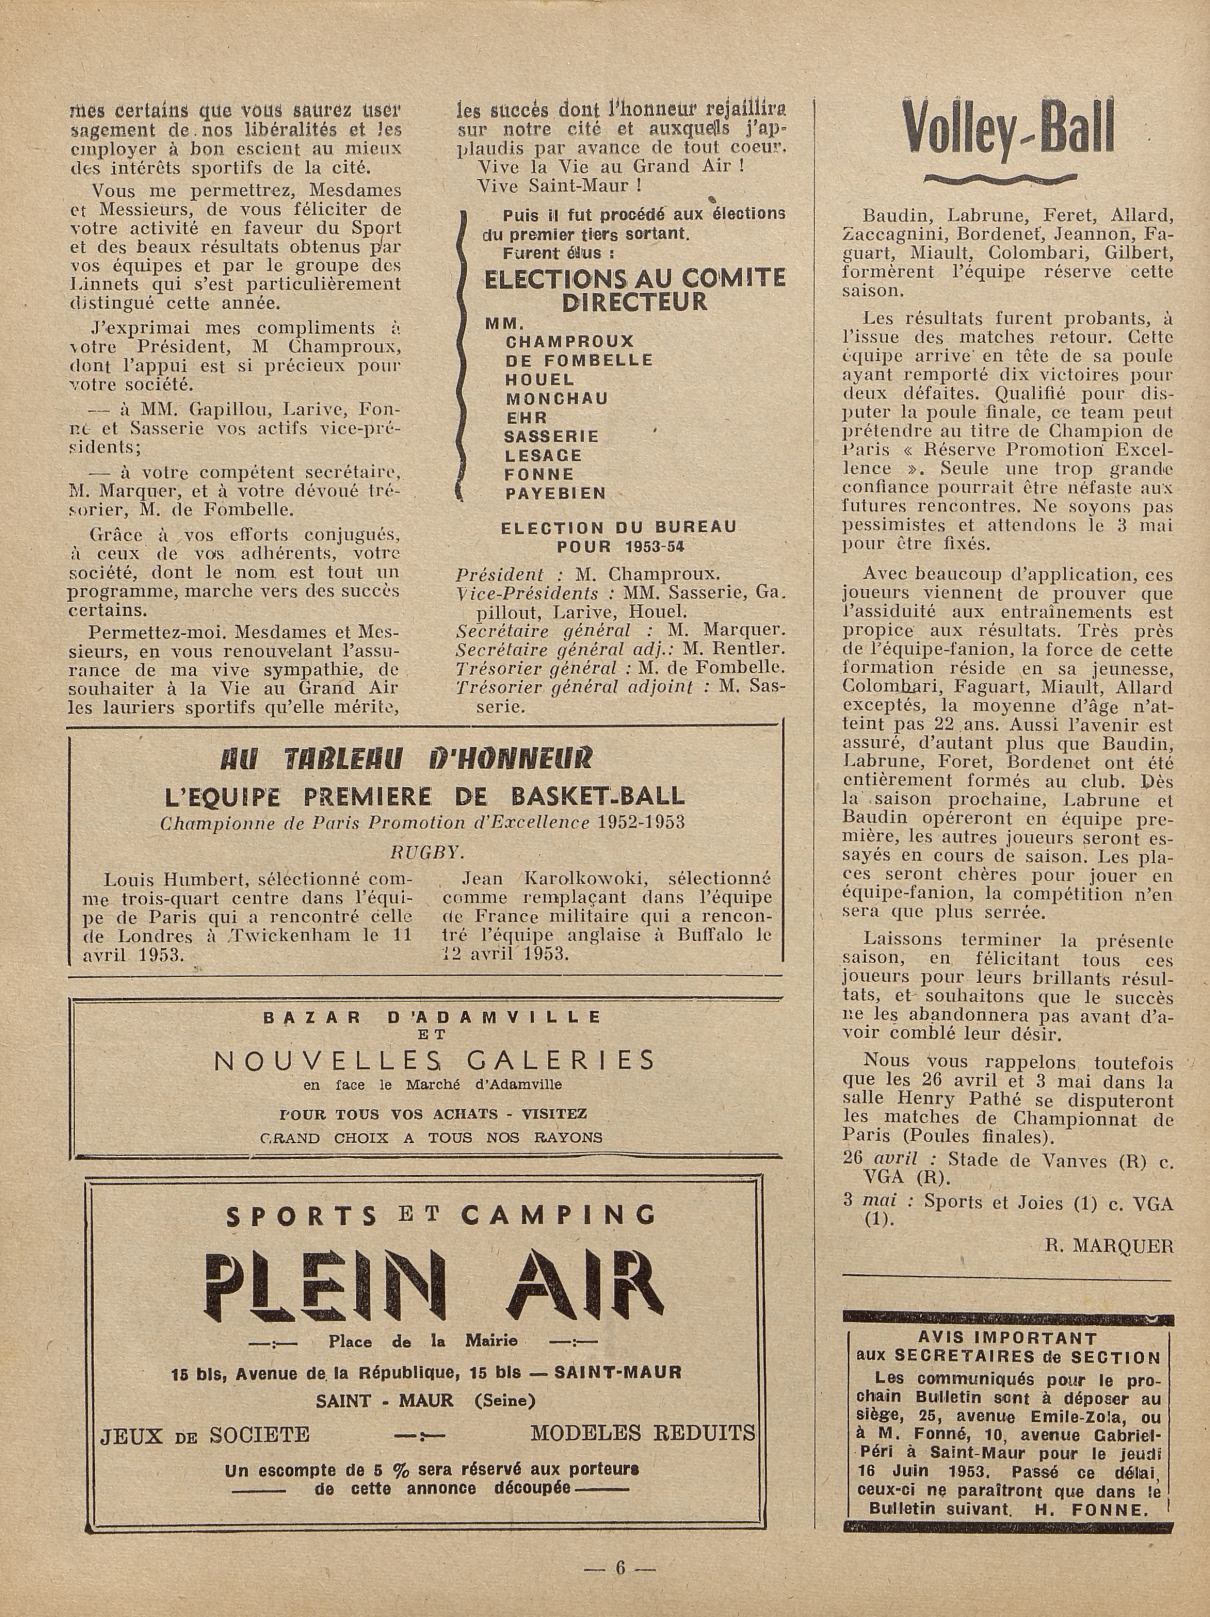 mes certains que vous saurez user
sagement de nos libéralités et les
employer à bon escient au mieux
des intérêts sportifs de la cité.
Vous me permettrez, Mesdames
et Messieurs, de vous féliciter de
votre activité en faveur du Sport
et des beaux résultats obtenus par
vos équipes et par le groupe des
Linnets qui s'est particulièrement
distingué cette année.
J'exprimai mes compliments à
votre Président, M Champroux,
dont l'appui est si précieux pour
votre société.
— à MM. Gapillou, Larive, Fon-
né et Sasserie vos actifs vice-pré-
sidents;
— à votre compétent secrétaire,
M. Marquer, et à votre dévoué tré-
sorier, M. de Fombelle.
Grâce à vos efforts conjugués,
à ceux de vos adhérents, votre
société, dont le nom est tout un
programme, marche vers des succès
certains.
Permettez-moi, Mesdames et Mes-
sieurs, en vous renouvelant l'assu-
rance de ma vive sympathie, de
souhaiter à la Vie au Grand Air
les lauriers sportifs qu'elle mérite,
les succès dont l'honneur rejaillira
sur notre cité et auxquels j'ap-
plaudis par avance de tout coeur.
Vive la Vie au Grand Air !
Vive Saint-Maur !
Puis il fut procédé aux élections
du premier tiers sortant.
Furent élus :
ELECTIONS AU COMITE
DIRECTEUR
MM.
CHAMPROUX
DE FOMBELLE
HOUEL
MONCHAU
EHR
SASSERIE
LESAGE
FONNE
PAYEBIEN
ELECTION DU BUREAU
POUR 1953-54
Président : M. Champroux.
Vice-Présidents : MM. Sasserie, Ga.
pillout, Larive, Houel.
Secrétaire général : M. Marquer.
Secrétaire général adj.: M. Rentler.
Trésorier général : M. de Fombelle.
Trésorier général adjoint : M. Sas-
serie.
AU TABLEAU D'HONNEUR
L'EQUIPE PREMIERE DE BASKET-BALL
Championne de Paris Promotion d'Excellence 1952-1953
RUGBY.
Louis Humbert, sélectionné com-
me trois-quart centre dans l'équi-
pe de Paris qui a rencontré celle
de Londres à Twickenham le 11
avril 1953.
Jean Karolkowoki, sélectionné
comme remplaçant dans l'équipe
de France militaire qui a rencon-
tré l'équipe anglaise à Buffalo le
12 avril 1953.
BAZAR D'ADAMVILLE
ET
NOUVELLES GALERIES
en face le Marché d'Adamville
POUR TOUS VOS ACHATS - VISITEZ
GRAND CHOIX A TOUS NOS RAYONS
SPORTS ET CAMPING
PLEIN AIR
—:— Place de la Mairie —:—
15 bis, Avenue de la République, 15 bis — SAINT-MAUR
SAINT - MAUR (Seine)
JEUX DE SOCIETE —:— MODELES REDUITS
Un escompte de 5 % sera réservé aux porteurs
de cette annonce découpée
Volley-Ball
Baudin, Labrune, Feret, Allard,
Zaccagnini, Bordenet, Jeannon, Fa-
guart, Miault, Colombari, Gilbert,
formèrent l'équipe réserve cette
saison.
Les résultats furent probants, à
l'issue des matches retour. Cette
équipe arrive en tête de sa poule
ayant remporté dix victoires pour
deux défaites. Qualifié pour dis-
puter la poule finale, ce team peut
prétendre au titre de Champion de
Paris « Réserve Promotion Excel-
lence ». Seule une trop grande
confiance pourrait être néfaste aux
futures rencontres. Ne soyons pas
pessimistes et attendons le 3 mai
pour être fixés.
Avec beaucoup d'application, ces
joueurs viennent de prouver que
l'assiduité aux entraînements est
propice aux résultats. Très près
de l'équipe-fanion, la force de cette
formation réside en sa jeunesse,
Colombari, Faguart, Miault, Allard
exceptés, la moyenne d'âge n'at-
teint pas 22 ans. Aussi l'avenir est
assuré, d'autant plus que Baudin,
Labrune, Foret, Bordenet ont été
entièrement formés au club. Dès
la saison prochaine, Labrune et
Baudin opéreront en équipe pre-
mière, les autres joueurs seront es-
sayés en cours de saison. Les pla-
ces seront chères pour jouer en
équipe-fanion, la compétition n'en
sera que plus serrée.
Laissons terminer la présente
saison, en félicitant tous ces
joueurs pour leurs brillants résul-
tats, et souhaitons que le succès
ne les abandonnera pas avant d'a-
voir comblé leur désir.
Nous vous rappelons toutefois
que les 26 avril et 3 mai dans la
salle Henry Pathé se disputeront
les matches de Championnat de
Paris (Poules finales).
26 avril : Stade de Vanves (R) c.
VGA (R).
3 mai : Sports et Joies (1) c. VGA
(1).
R. MARQUER
AVIS IMPORTANT
aux SECRETAIRES de SECTION
Les communiqués pour le pro-
chain Bulletin sont à déposer au
siège, 25, avenue Emile-Zola, ou
à M. Fonné, 10, avenue Gabriel-
Péri à Saint-Maur pour le jeudi
16 Juin 1953. Passé ce délai,
ceux-ci ne paraîtront que dans le
Bulletin suivant. H. FONNE.
— 6 —